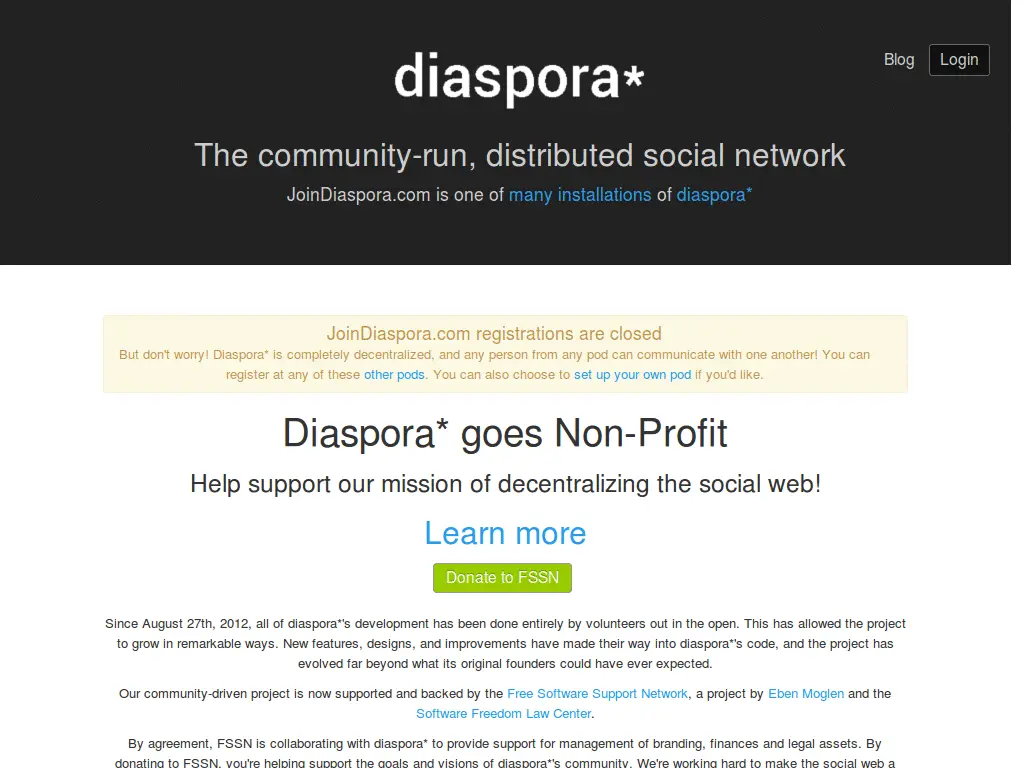 Blog Login
diaspora*
The community-run, distributed social network
JoinDiaspora.com is one of many installations of diaspora*
JoinDiaspora.com registrations are closed
But don't worry! Diaspora* is completely decentralized, and any person from any pod can communicate with one another! You can
register at any of these other pods. You can also choose to set up your own pod if you'd like.
Diaspora* goes Non-Profit
Help support our mission of decentralizing the social web!
Learn more
Donate to FSSN
Since August 27th, 2012, all of diaspora*'s development has been done entirely by volunteers out in the open. This has allowed the project
to grow in remarkable ways. New features, designs, and improvements have made their way into diaspora*'s code, and the project has
evolved far beyond what its original founders could have ever expected.
Our community-driven project is now supported and backed by the Free Software Support Network, a project by Eben Moglen and the
Software Freedom Law Center.
By agreement, FSSN is collaborating with diaspora* to provide support for management of branding, finances and legal assets. By
donating to FSSN, you're helping support the goals and visions of diaspora*'s community. We're working hard to make the social web a